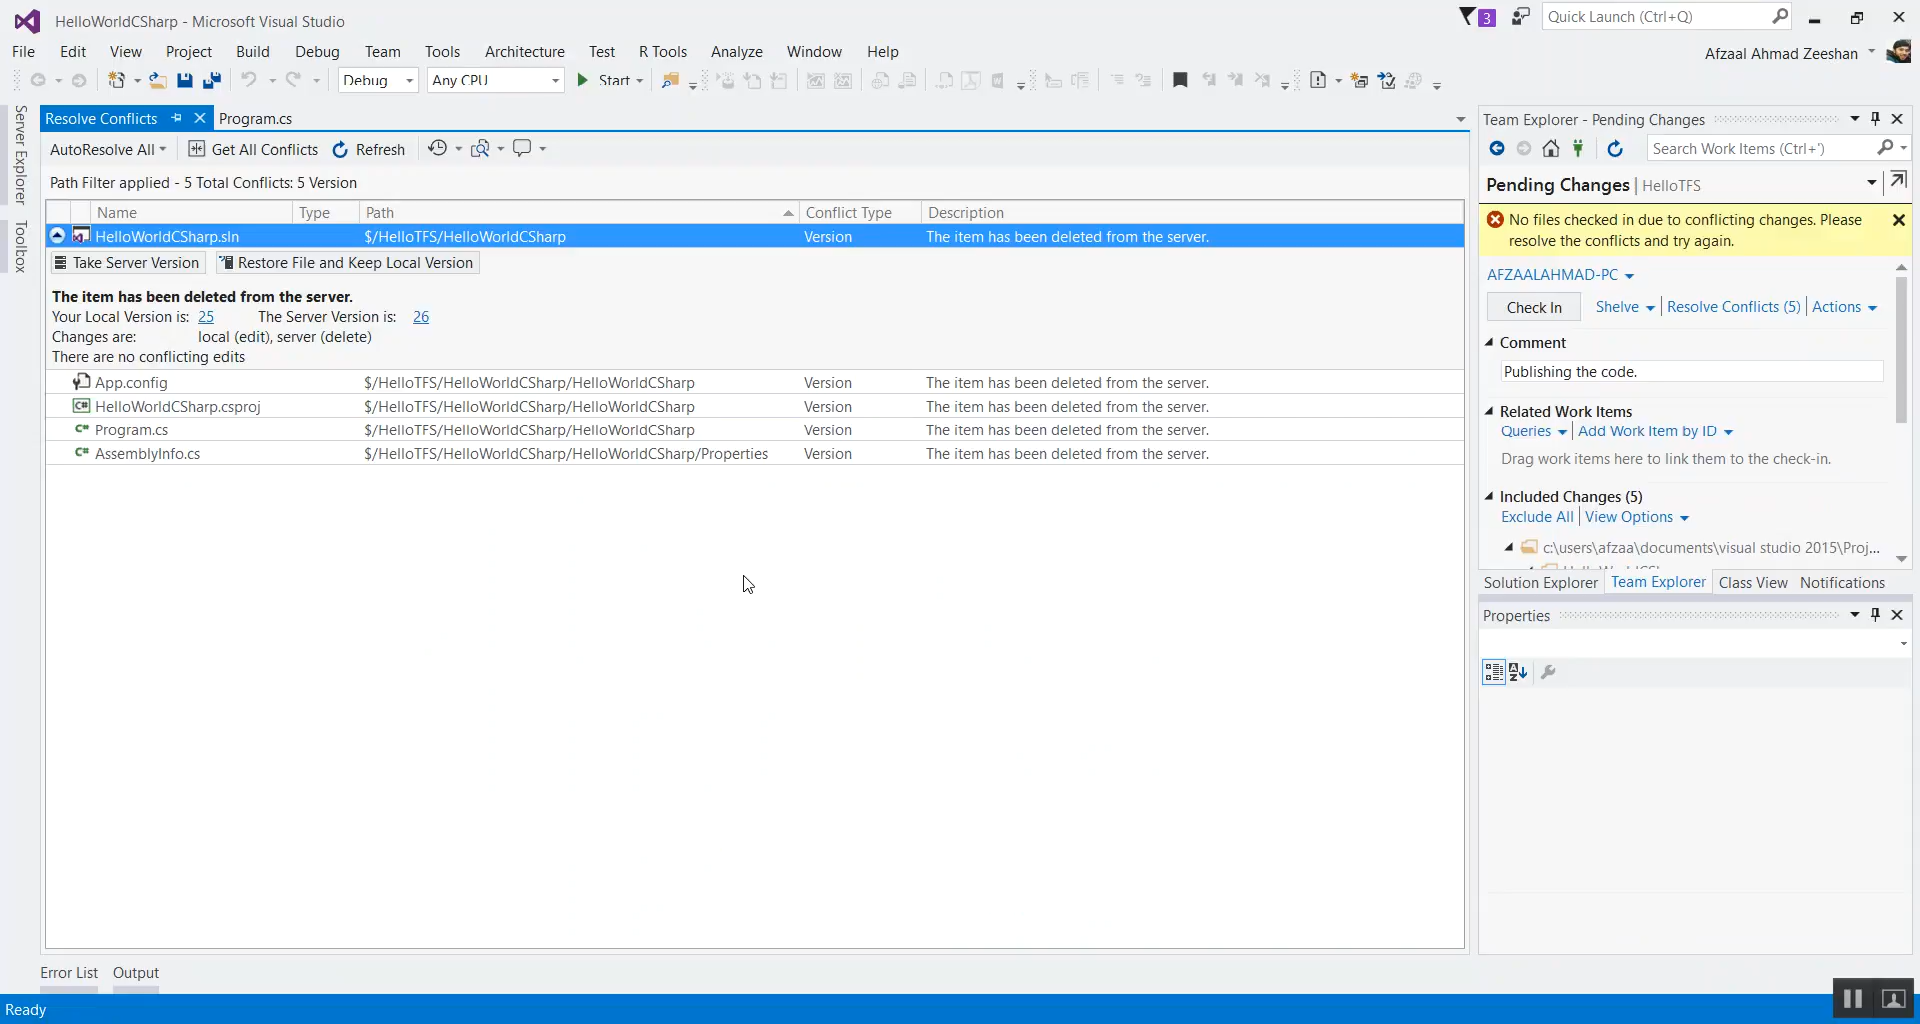 HelloWorldCSharp - Microsoft Visual Studio
3
Quick Launch (Ctrl+Q)
File Edit View Project Build Debug Team Tools Architecture Test R Tools Analyze Window Help
Afzaal Ahmad Zeeshan
Debug Any CPU Start
Server Explorer
Toolbox
Resolve Conflicts Program.cs
AutoResolve All Get All Conflicts Refresh
Path Filter applied - 5 Total Conflicts: 5 Version
Name Type Path Conflict Type Description
HelloWorldCSharp.sln $/HelloTFS/HelloWorldCSharp Version The item has been deleted from the server.
Take Server Version Restore File and Keep Local Version
The item has been deleted from the server.
Your Local Version is: 25 The Server Version is: 26
Changes are: local (edit), server (delete)
There are no conflicting edits
App.config $/HelloTFS/HelloWorldCSharp/HelloWorldCSharp Version The item has been deleted from the server.
HelloWorldCSharp.csproj $/HelloTFS/HelloWorldCSharp/HelloWorldCSharp Version The item has been deleted from the server.
Program.cs $/HelloTFS/HelloWorldCSharp/HelloWorldCSharp Version The item has been deleted from the server.
AssemblyInfo.cs $/HelloTFS/HelloWorldCSharp/HelloWorldCSharp/Properties Version The item has been deleted from the server.
Team Explorer - Pending Changes
Search Work Items (Ctrl+')
Pending Changes | HelloTFS
No files checked in due to conflicting changes. Please
resolve the conflicts and try again.
AFZAALAHMAD-PC
Check In Shelve Resolve Conflicts (5) Actions
Comment
Publishing the code.
Related Work Items
Queries Add Work Item by ID
Drag work items here to link them to the check-in.
Included Changes (5)
Exclude All View Options
c:\users\afzaa\documents\visual studio 2015\Proj...
Solution Explorer Team Explorer Class View Notifications
Properties
Error List Output
Ready